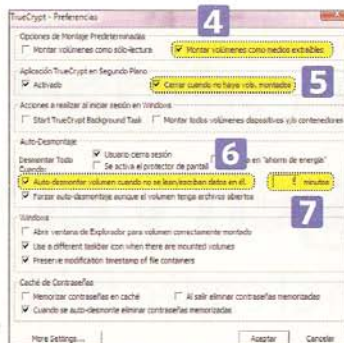 TrueCrypt - Preferencias
4
Opciones de Montaje Predeterminadas
Montar volúmenes como sólo-lectura
Montar volúmenes como medios extraíbles
Aplicación TrueCrypt en Segundo Plano
5
Activado
Cerrar cuando no haya vols. montados
Acciones a realizar al iniciar sesión en Windows
Start TrueCrypt Background Task
Montar todos volúmenes dispositivos y/o contenedores
Auto-Desmontaje
6
Desmontar Todo Cuando:
Usuario cierra sesión
Se activa el protector de pantall
en "ahorro de energía"
Auto-desmontar volumen cuando no se lean/escriban datos en él.
minutos
7
Forzar auto-desmontaje aunque el volumen tenga archivos abiertos
Windows
Abre ventana de Explorador para volumen correctamente montado
Use a different taskbar icon when there are mounted volumes
Preserve modification timestamp of file containers
Caché de Contraseñas
Memorizar contraseñas en caché
Al salir eliminar contraseñas memorizadas
Cuando se auto-desmonte eliminar contraseñas memorizadas
More Settings...
Aceptar
Cancelar